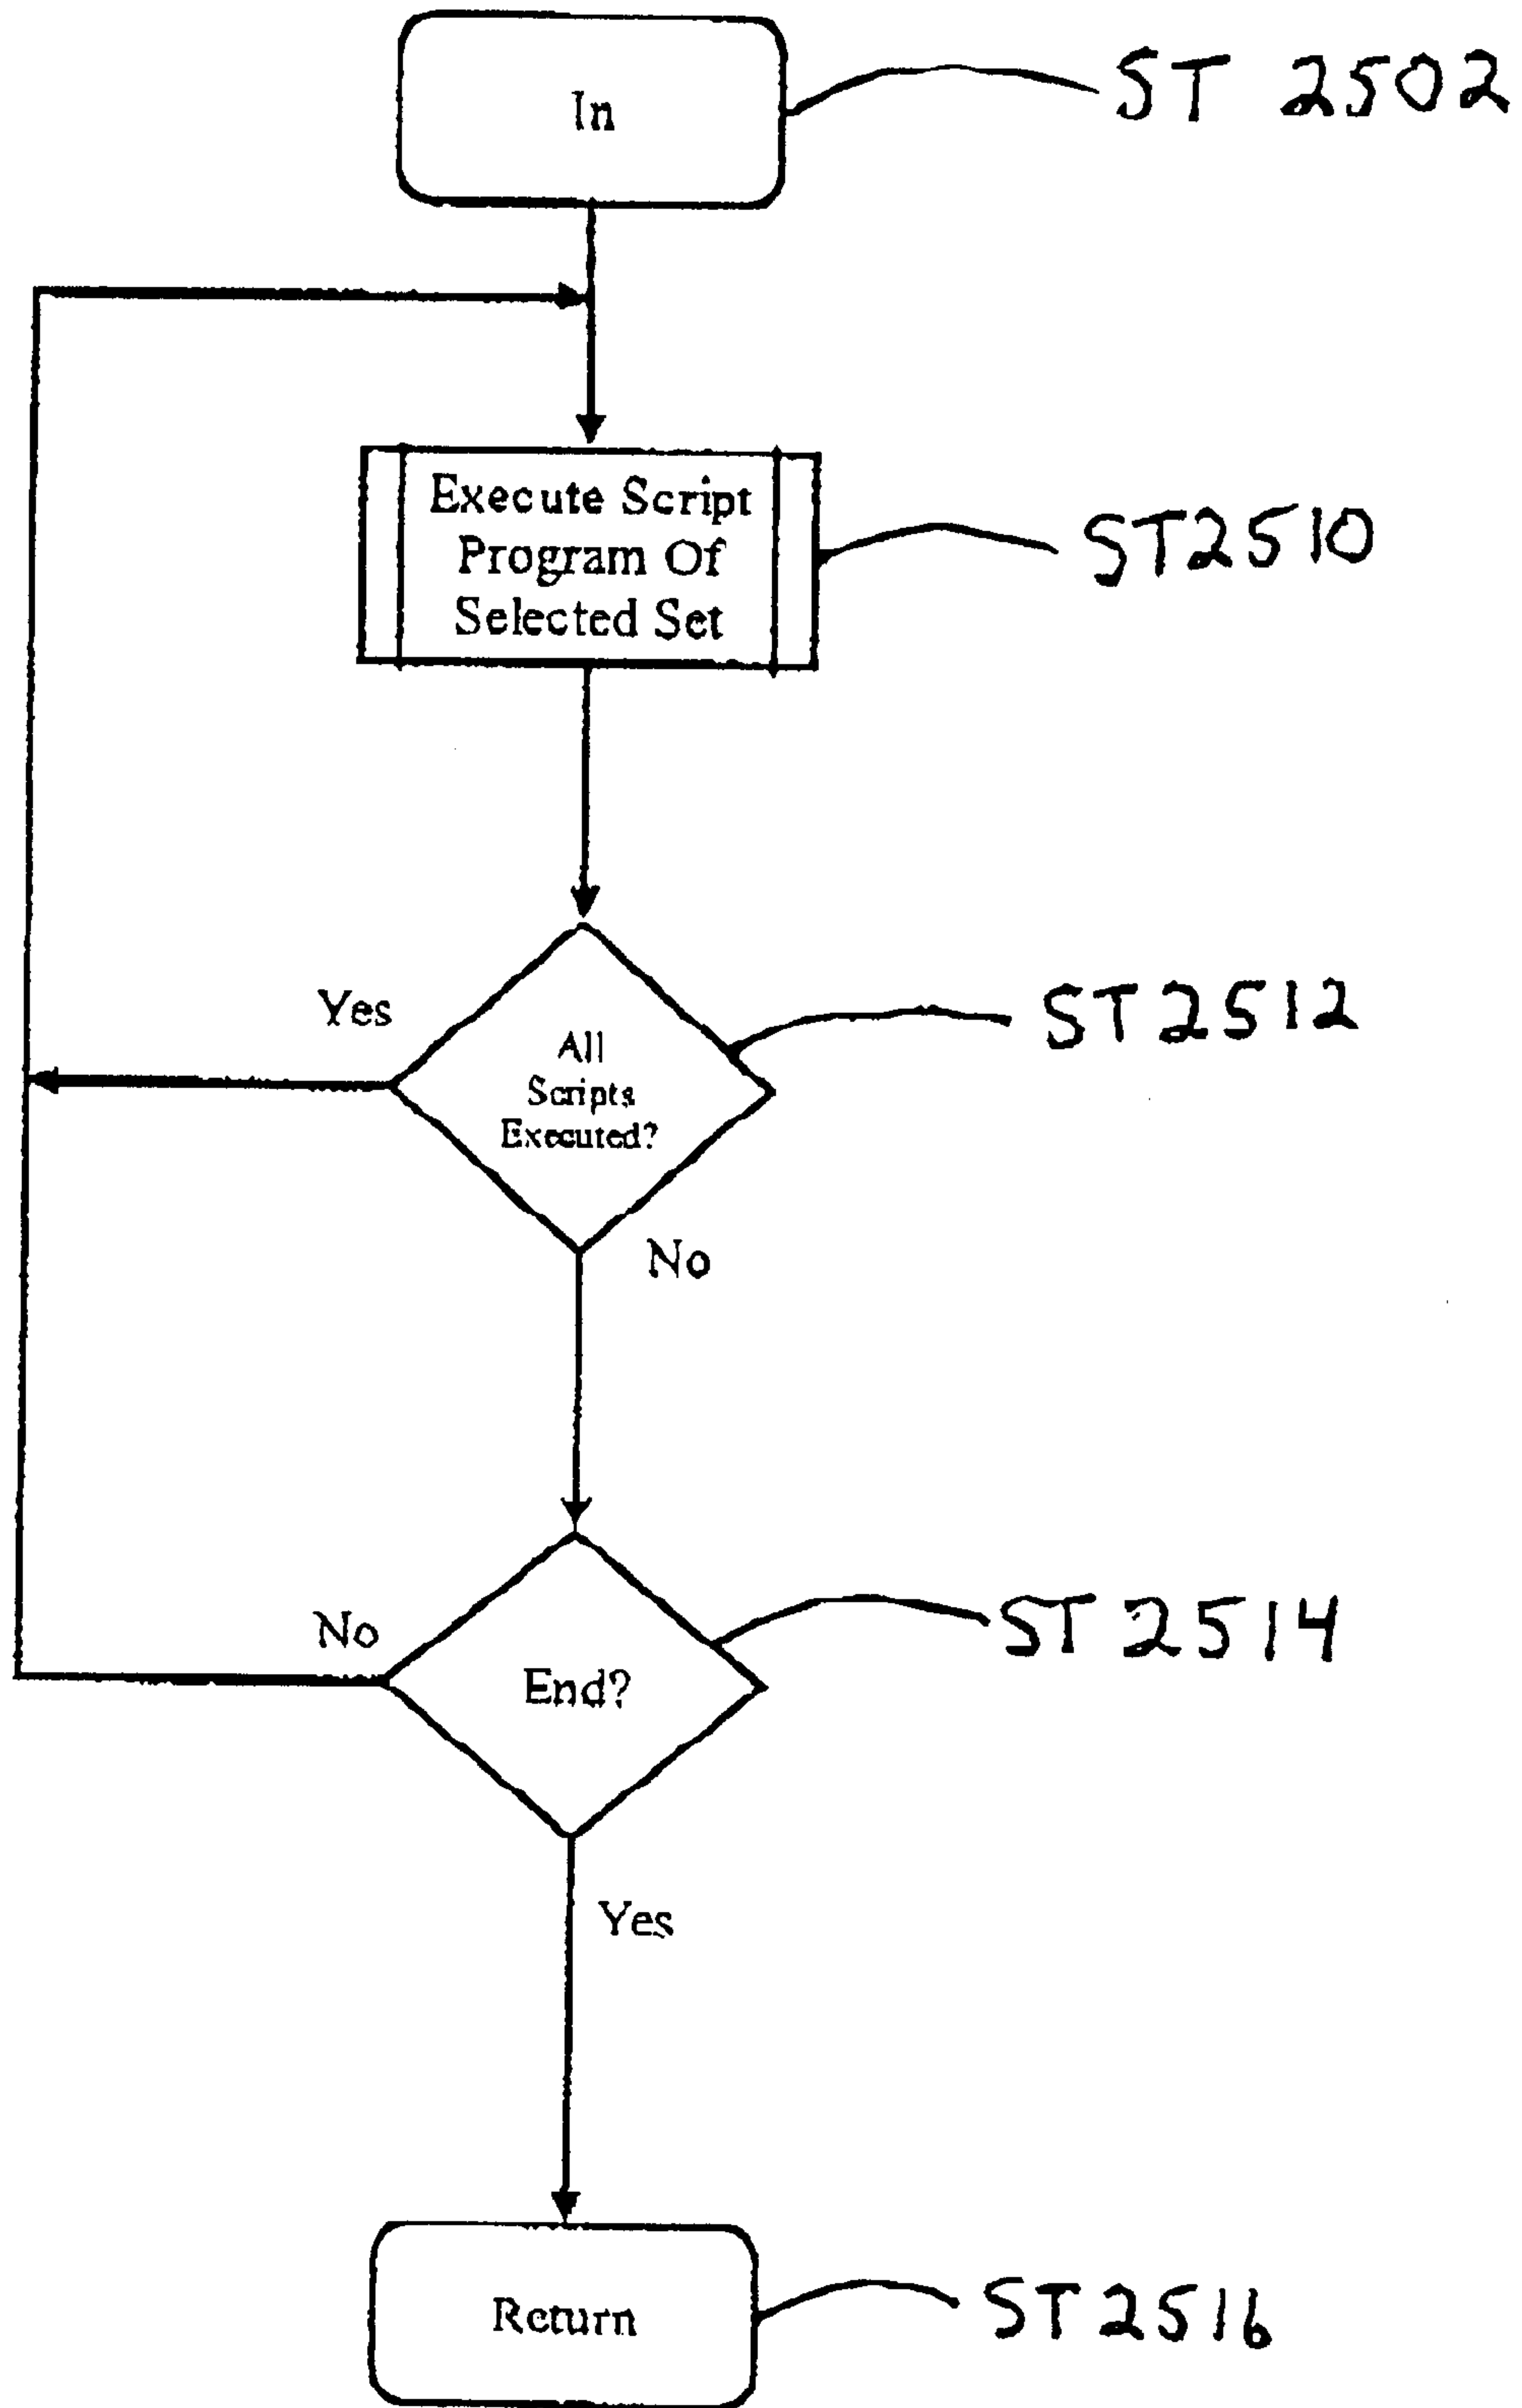 In
ST 2502
Execute Script
Program Of
Selected Set
ST2510
Yes
All
Scripts
Executed?
ST2512
No
No
End?
ST2514
Yes
Return
ST2516